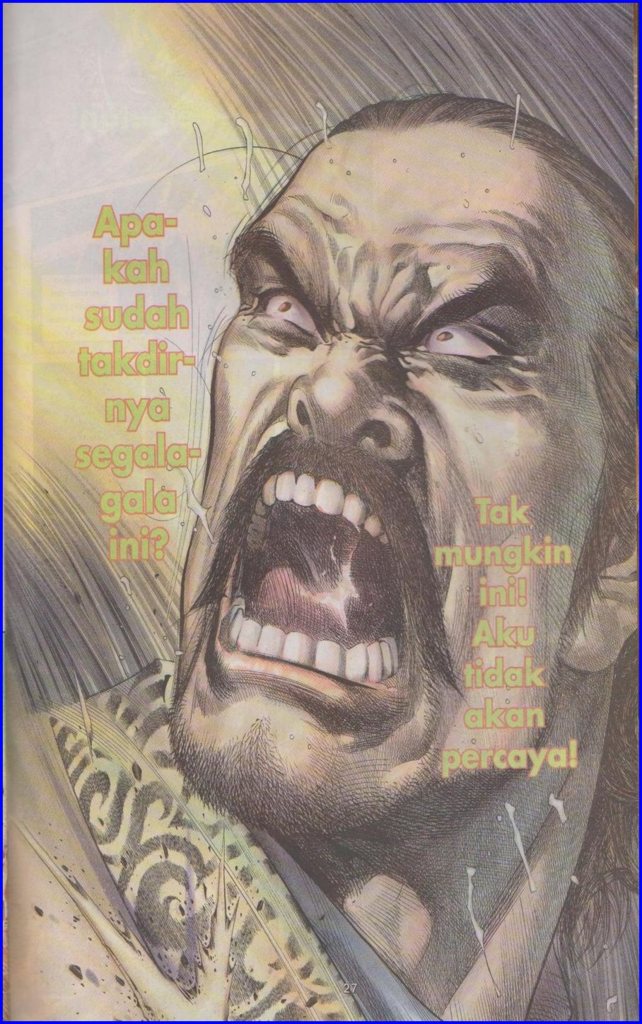 Apa-
kah
sudah
takdir-
nya
segala-
gala
ini?
Tak
mungkin
ini!
Aku
tidak
akan
percaya!
27